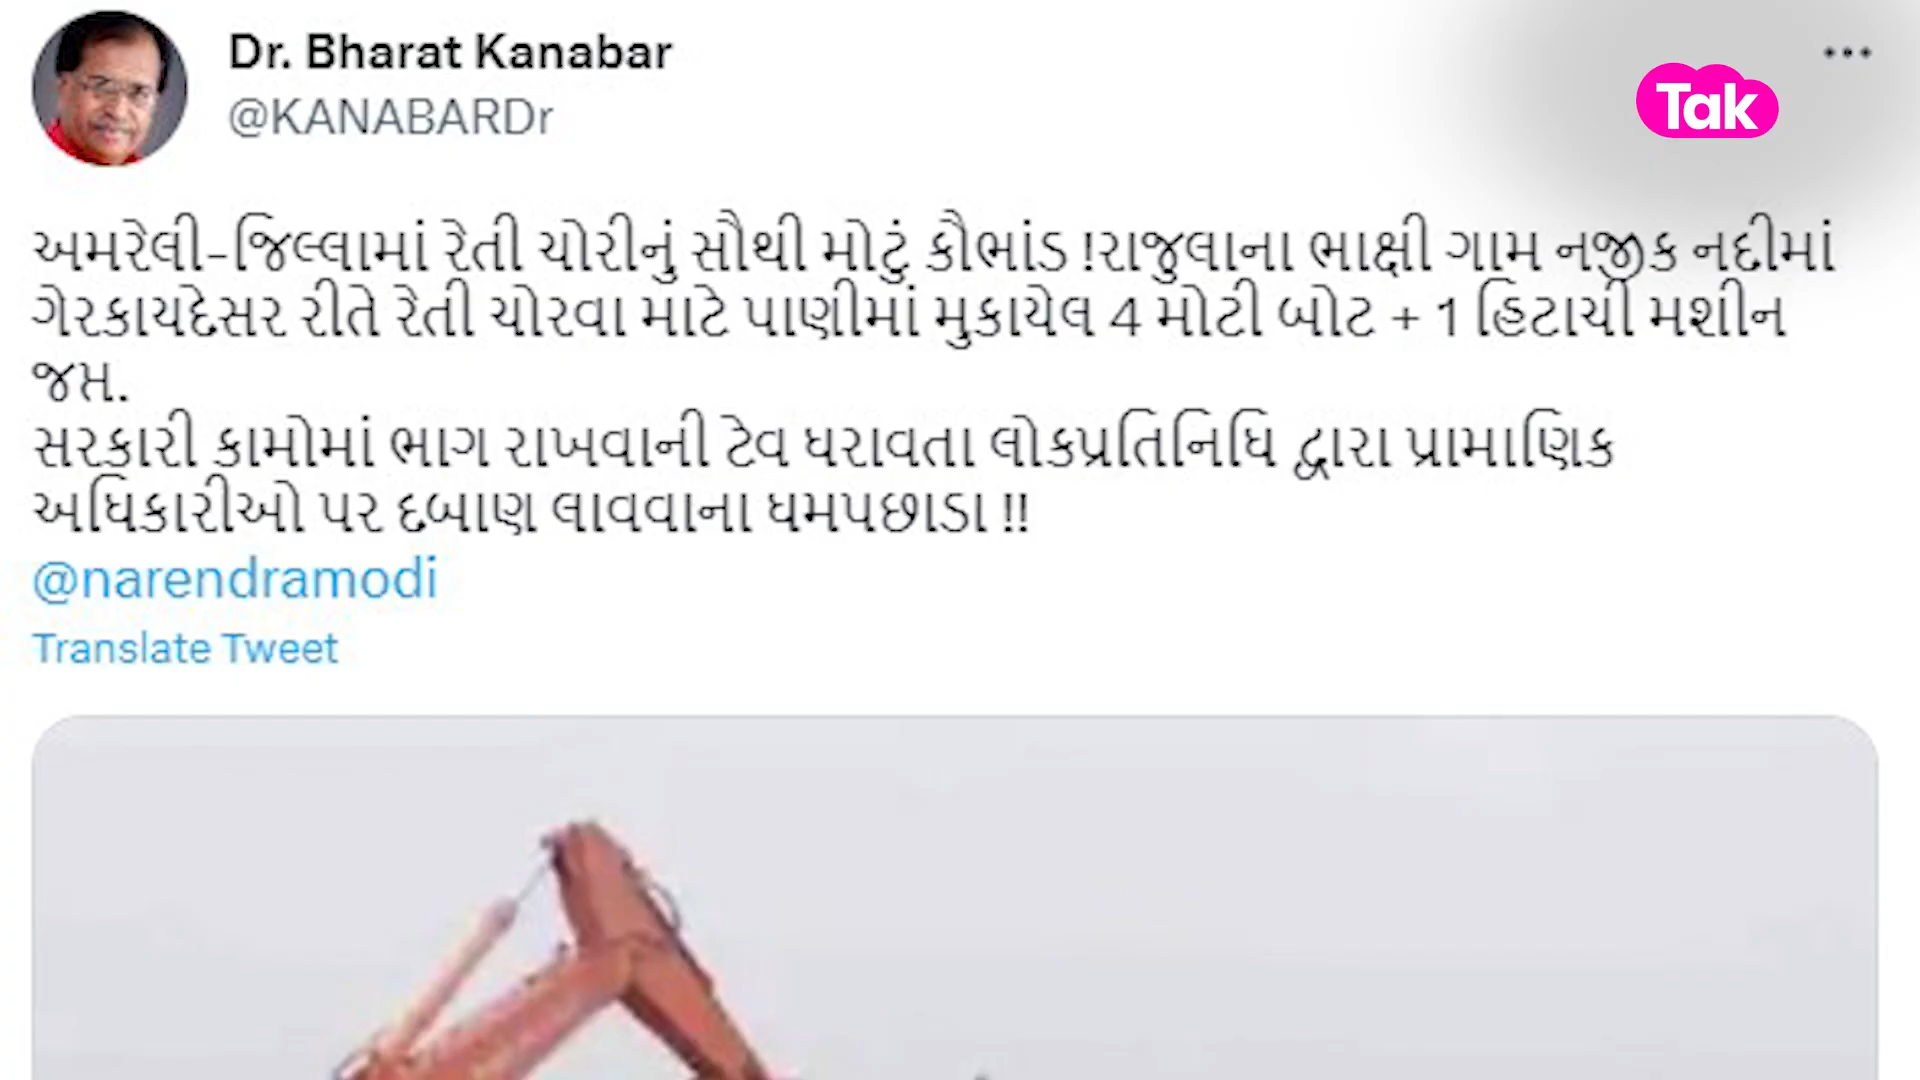 Dr. Bharat Kanabar
@KANABARDr
Tak
અમરેલી-જિલ્લામાં રેતી ચોરીનું સૌથી મોટું કૌભાંડ !રાજુલાના ભાક્ષી ગામ નજીક નદીમાં
ગેરકાયદેસર રીતે રેતી ચોરવા માટે પાણીમાં મુકાયેલ 4 મોટી બોટ + 1 હિટાચી મશીન
જપ્ત.
સરકારી કામોમાં ભાગ રાખવાની ટેવ ધરાવતા લોકપ્રતિનિધિ દ્વારા પ્રામાણિક
અધિકારીઓ પર દબાણ લાવવાના ધમપછાડા !!
@narendramodi
Translate Tweet